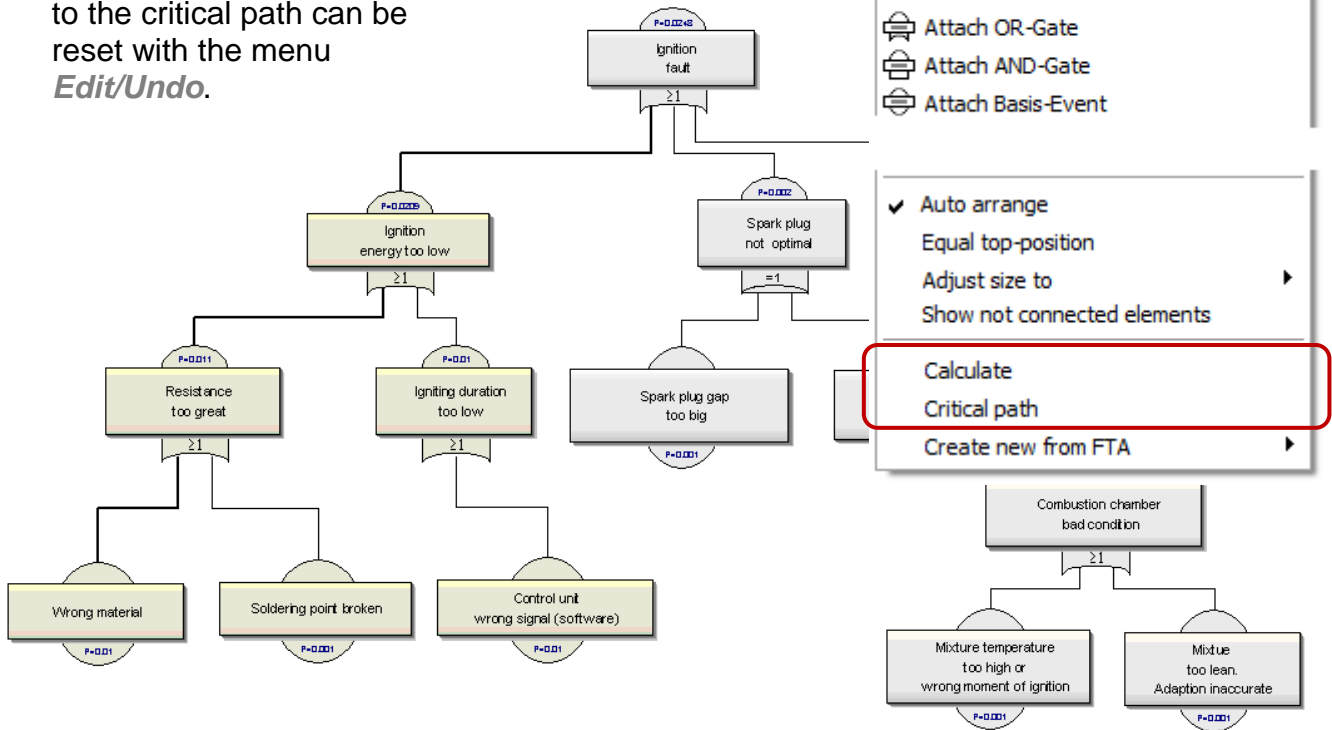 to the critical path can be
reset with the menu
Edit/Undo.
P=0.0248
Ignition
fault
≥1
P=0.0209
Ignition
energy too low
≥1
P=0.002
Spark plug
not optimal
=1
P=0.011
Resistance
too great
≥1
P=0.01
Igniting duration
too low
≥1
Spark plug gap
too big
P=0.001
Wrong material
P=0.01
Soldering point broken
P=0.001
Control unit
wrong signal (software)
P=0.01
Attach OR-Gate
Attach AND-Gate
Attach Basis-Event
✓ Auto arrange
Equal top-position
Adjust size to
Show not connected elements
Calculate
Critical path
Create new from FTA
Combustion chamber
bad condition
≥1
Mixture temperature
too high or
wrong moment of ignition
P=0.001
Mixtue
too lean.
Adaption inaccurate
P=0.001